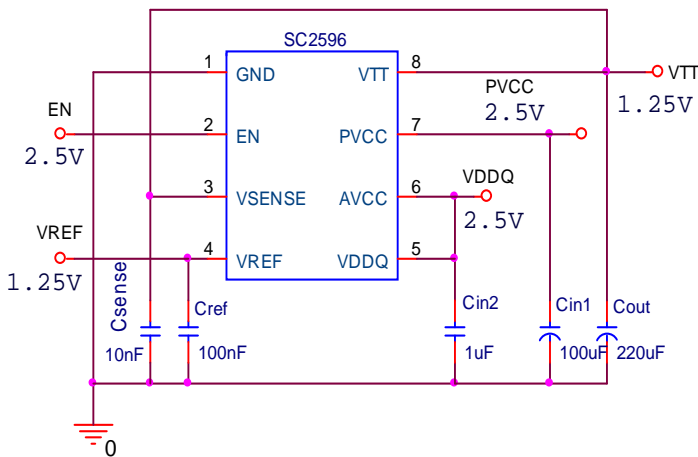 SC2596
1
GND
VTT
8
VTT
1.25V
EN
2.5V
2
EN
PVCC
7
PVCC
2.5V
3
VSENSE
AVCC
6
VDDQ
2.5V
VREF
1.25V
4
VREF
VDDQ
5
Csense
10nF
Cref
100nF
Cin2
1uF
Cin1
100uF
Cout
220uF
0